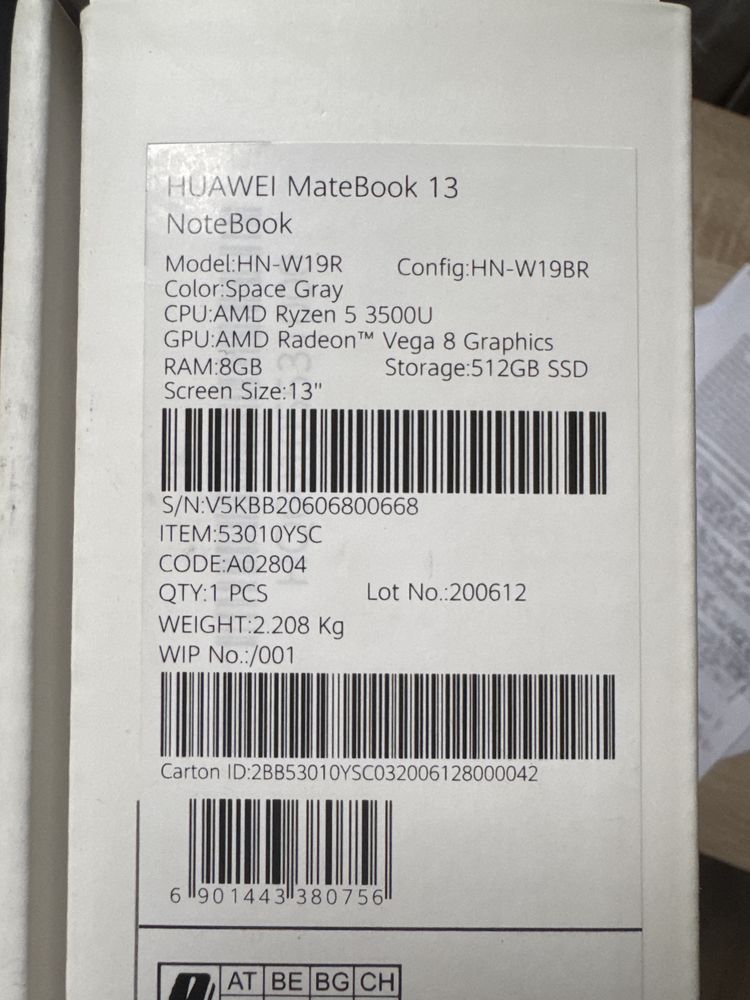 HUAWEI MateBook 13
NoteBook
Model:HN-W19R Config:HN-W19BR
Color:Space Gray
CPU:AMD Ryzen 5 3500U
GPU:AMD Radeon™ Vega 8 Graphics
RAM:8GB Storage:512GB SSD
Screen Size:13"
S/N:V5KBB20606800668
ITEM:53010YSC
CODE:A02804
QTY:1 PCS Lot No.:200612
WEIGHT:2.208 Kg
WIP No.:/001
Carton ID:2BB53010YSC032006128000042
6 901443 380756
AT BE BG CH